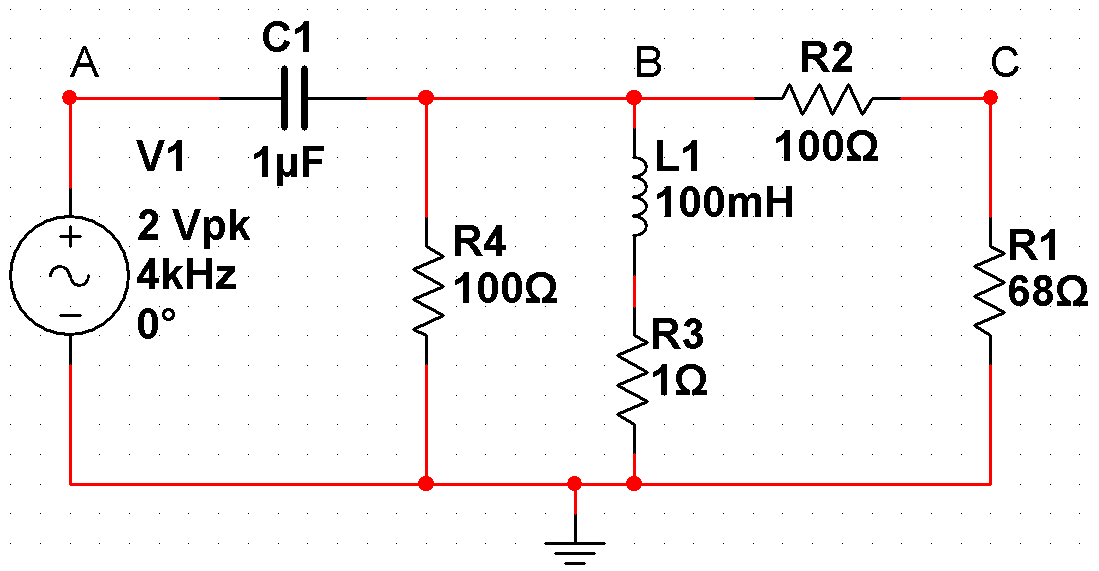 C1
A
B
R2
C
1µF
V1
100Ω
L1
100mH
2 Vpk
4kHz
0°
R4
100Ω
R1
68Ω
R3
1Ω